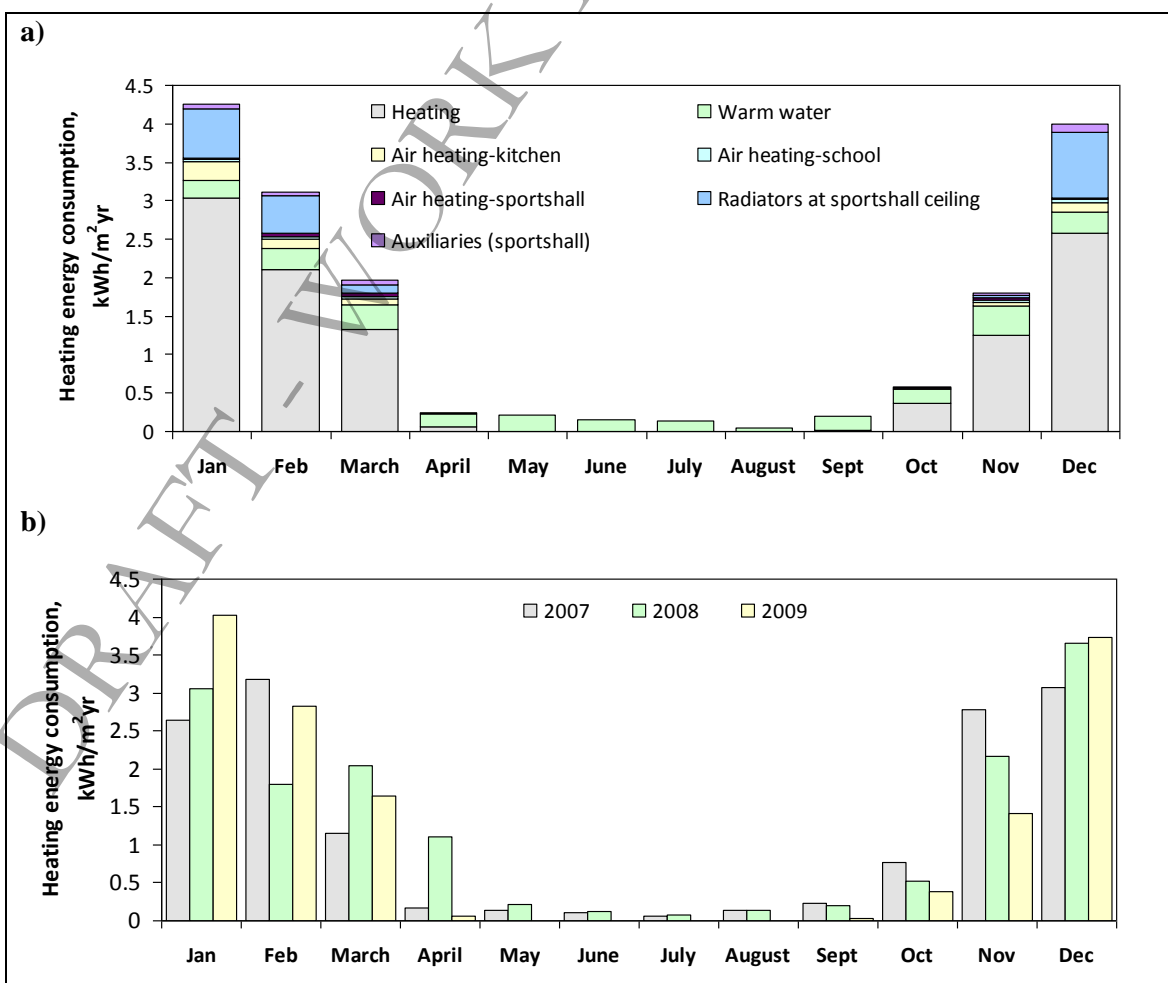 a)
Heating energy consumption,
kWh/m²yr
4.5
4
3.5
3
2.5
2
1.5
1
0.5
0
Heating
Warm water
Air heating-kitchen
Air heating-school
Air heating-sportshall
Radiators at sportshall ceiling
Auxiliaries (sportshall)
Jan Feb March April May June July August Sept Oct Nov Dec
b)
Heating energy consumption,
kWh/m²yr
4.5
4
3.5
3
2.5
2
1.5
1
0.5
0
2007 2008 2009
Jan Feb March April May June July August Sept Oct Nov Dec
DRAFT - WORK